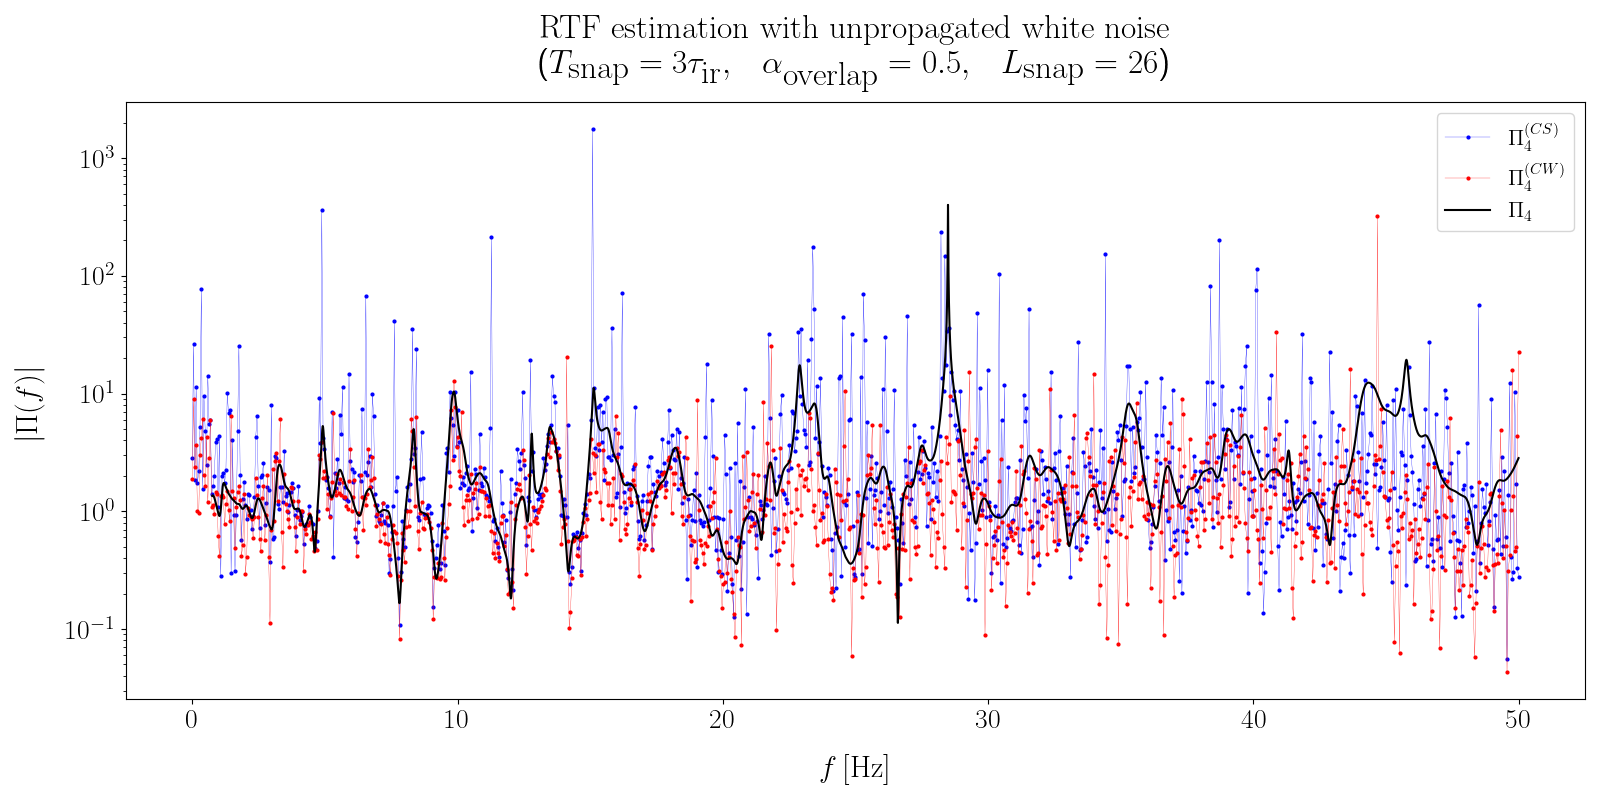 RTF estimation with unpropagated white noise
(T_snap = 3τ_ir, α_overlap = 0.5, L_snap = 26)
Π_4^(CS)
Π_4^(CW)
Π_4
|Π(f)|
10^3
10^2
10^1
10^0
10^−1
0 10 20 30 40 50
f [Hz]